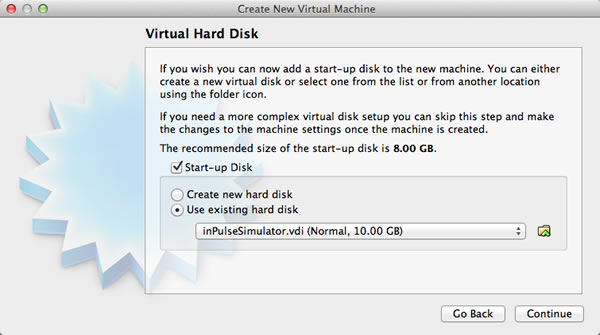 Create New Virtual Machine
Virtual Hard Disk
If you wish you can now add a start-up disk to the new machine. You can either
create a new virtual disk or select one from the list or from another location
using the folder icon.
If you need a more complex virtual disk setup you can skip this step and make
the changes to the machine settings once the machine is created.
The recommended size of the start-up disk is 8.00 GB.
Start-up Disk
Create new hard disk
Use existing hard disk
inPulseSimulator.vdi (Normal, 10.00 GB)
Go Back
Continue